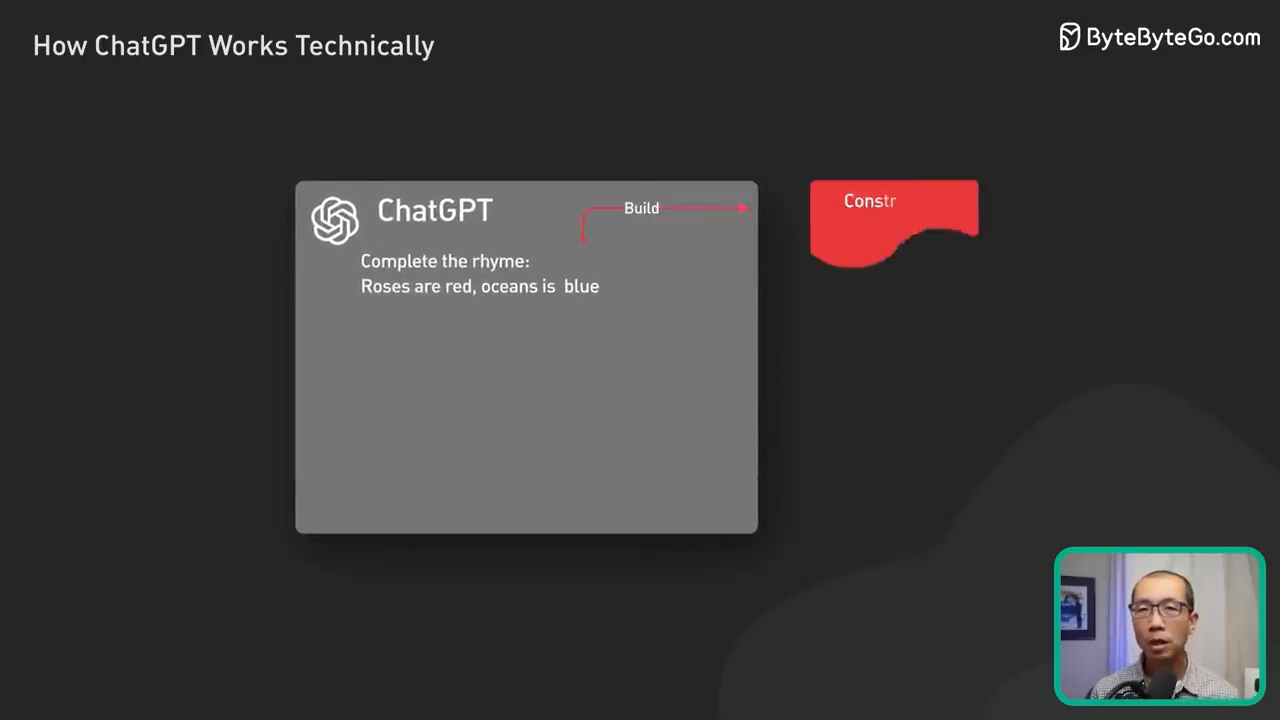 How ChatGPT Works Technically
ByteByteGo.com
ChatGPT
Build
Constr
Complete the rhyme:
Roses are red, oceans is blue